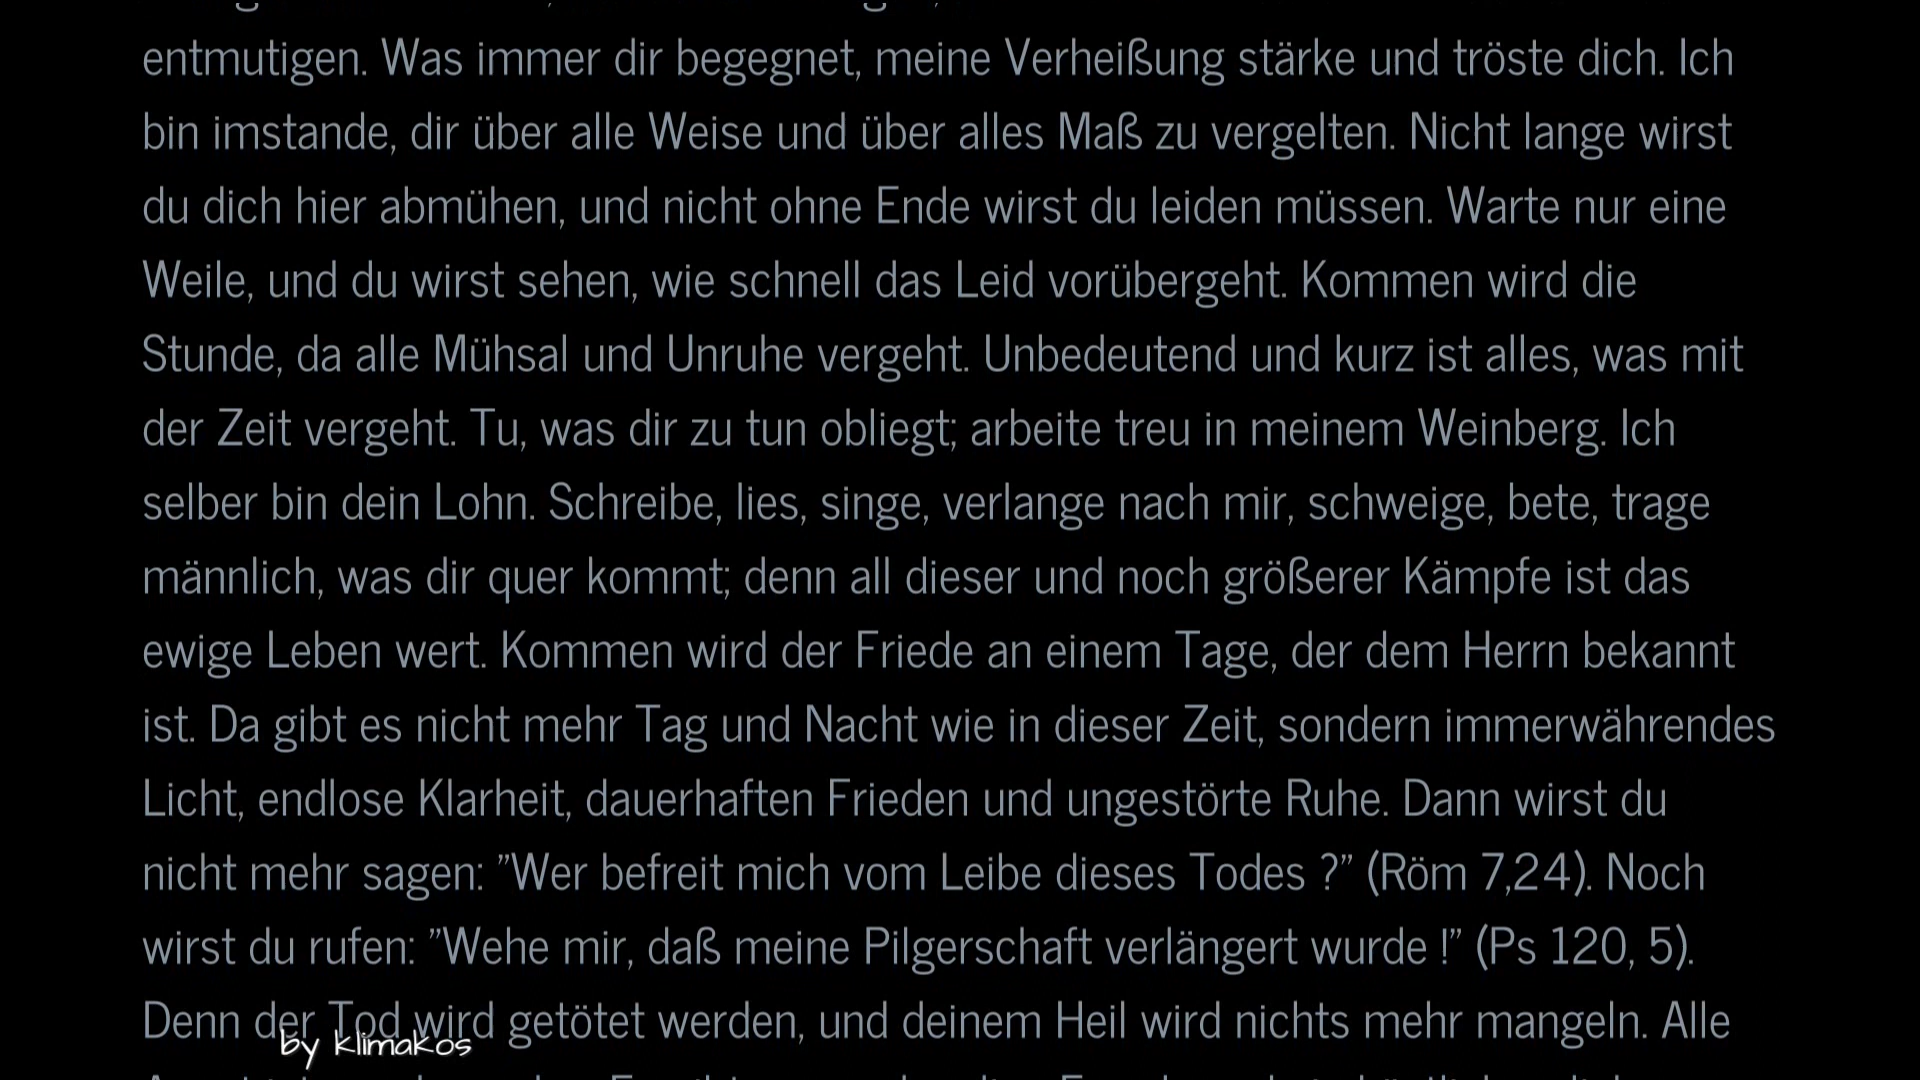 entmutigen. Was immer dir begegnet, meine Verheißung stärke und tröste dich. Ich
bin imstande, dir über alle Weise und über alles Maß zu vergelten. Nicht lange wirst
du dich hier abmühen, und nicht ohne Ende wirst du leiden müssen. Warte nur eine
Weile, und du wirst sehen, wie schnell das Leid vorübergeht. Kommen wird die
Stunde, da alle Mühsal und Unruhe vergeht. Unbedeutend und kurz ist alles, was mit
der Zeit vergeht. Tu, was dir zu tun obliegt; arbeite treu in meinem Weinberg. Ich
selber bin dein Lohn. Schreibe, lies, singe, verlange nach mir, schweige, bete, trage
männlich, was dir quer kommt; denn all dieser und noch größerer Kämpfe ist das
ewige Leben wert. Kommen wird der Friede an einem Tage, der dem Herrn bekannt
ist. Da gibt es nicht mehr Tag und Nacht wie in dieser Zeit, sondern immerwährendes
Licht, endlose Klarheit, dauerhaften Frieden und ungestörte Ruhe. Dann wirst du
nicht mehr sagen: ”Wer befreit mich vom Leibe dieses Todes ?” (Röm 7,24). Noch
wirst du rufen: ”Wehe mir, daß meine Pilgerschaft verlängert wurde !” (Ps 120, 5).
Denn der Tod wird getötet werden, und deinem Heil wird nichts mehr mangeln. Alle
by klimakos